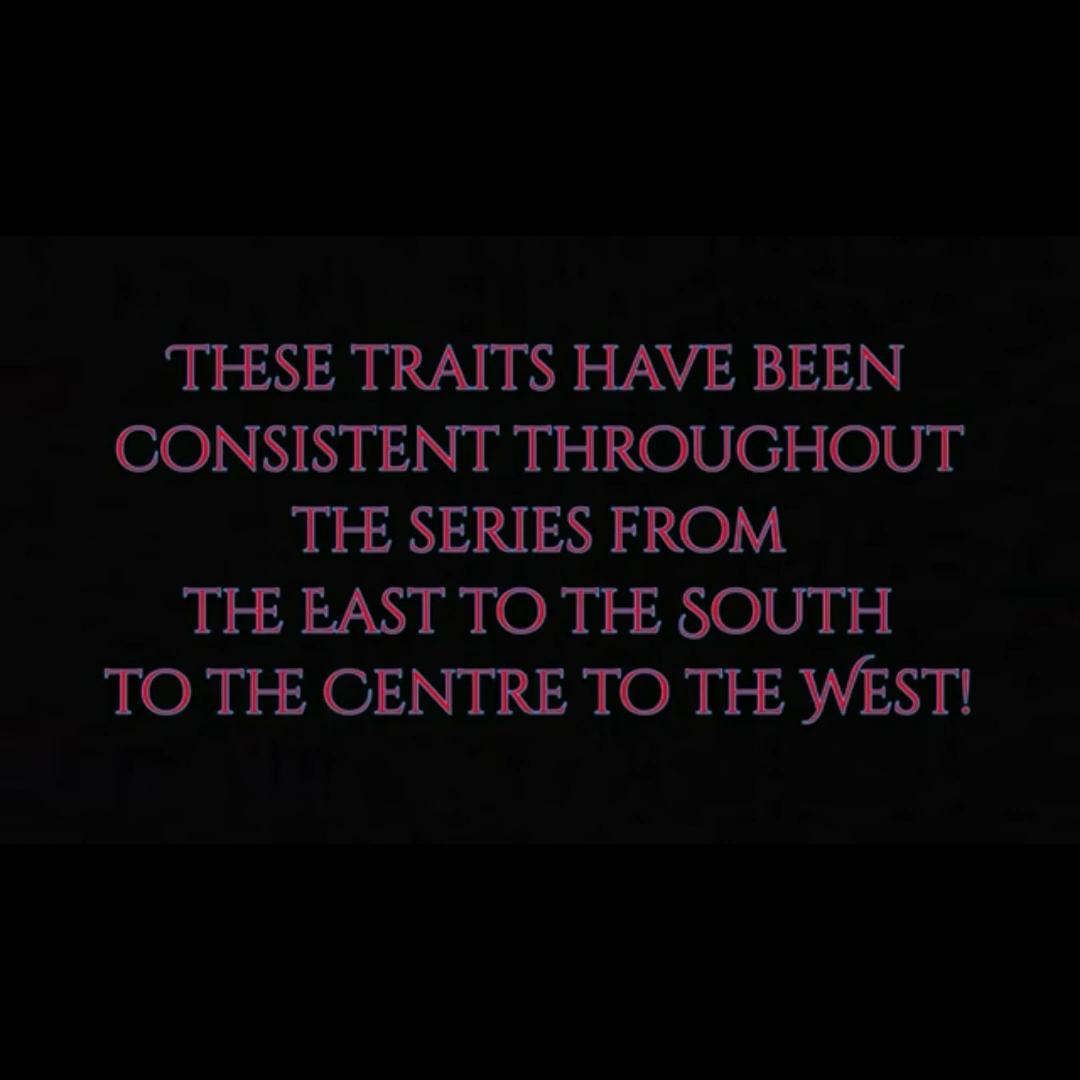 These traits have been
consistent throughout
the series from
the East to the South
to the Centre to the West!